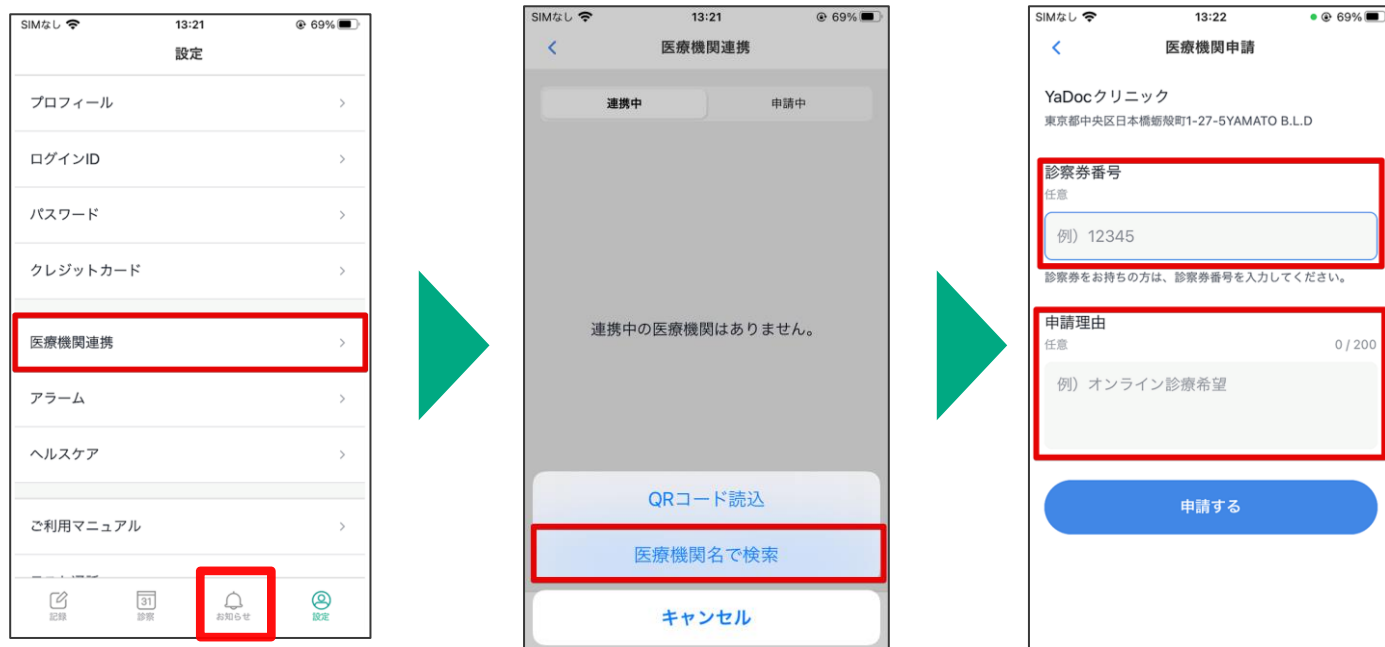 SIMなし 13:21 69%
設定
プロフィール
ログインID
パスワード
クレジットカード
医療機関連携
アラーム
ヘルスケア
ご利用マニュアル
記録 31 診察 お知らせ 設定
SIMなし 13:21 69%
医療機関連携
連携中 申請中
連携中の医療機関はありません。
QRコード読込
医療機関名で検索
キャンセル
SIMなし 13:22 69%
医療機関申請
YaDocクリニック
東京都中央区日本橋蛎殻町1-27-5YAMATO B.L.D
診察券番号
任意
例）12345
診察券をお持ちの方は、診察券番号を入力してください。
申請理由
任意 0 / 200
例）オンライン診療希望
申請する